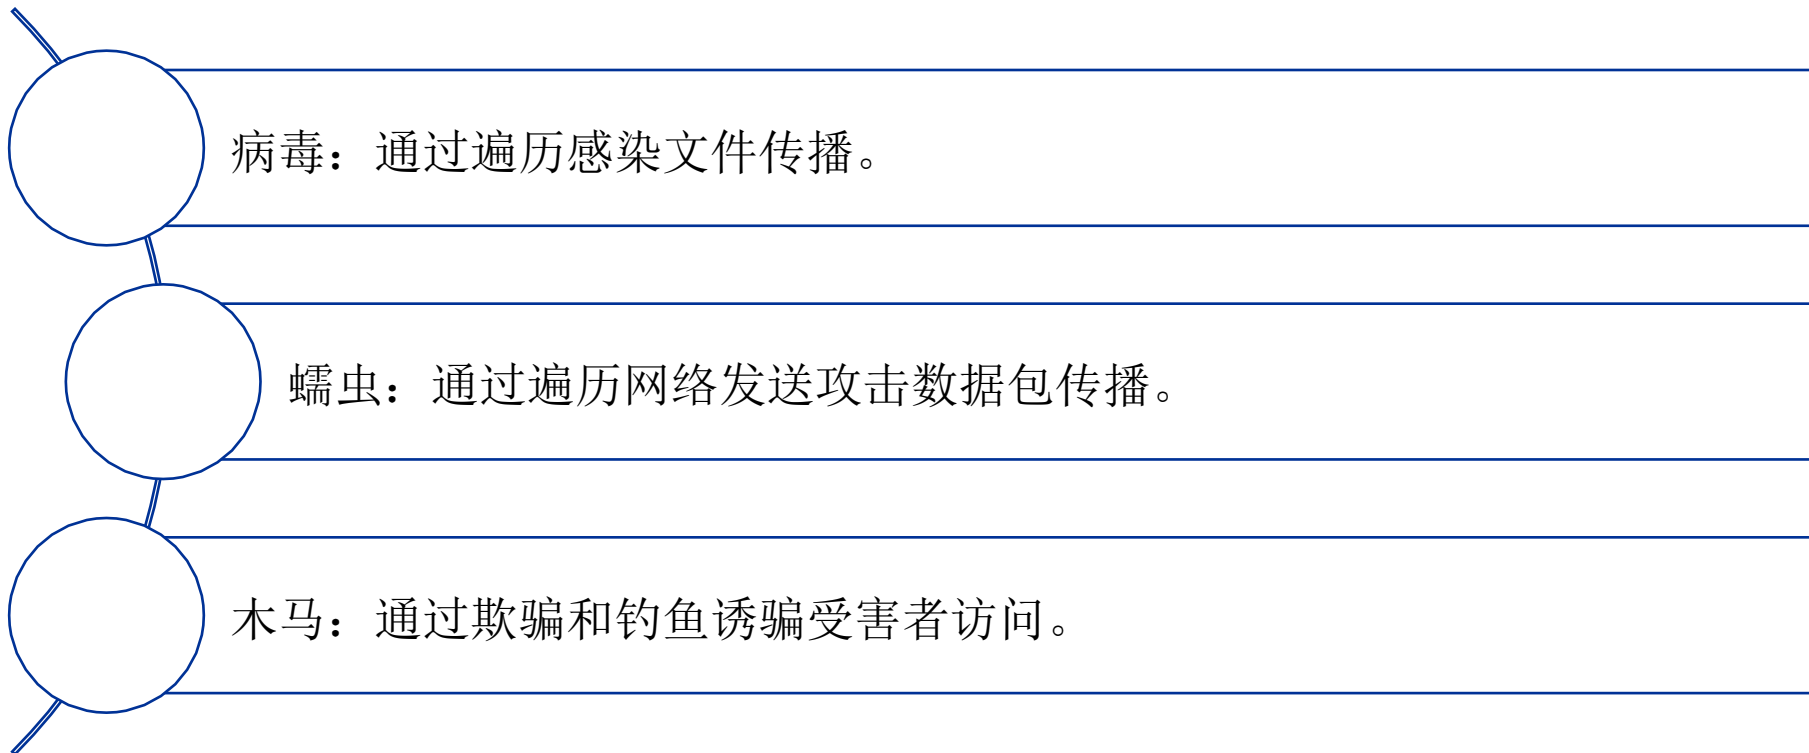 病毒：通过遍历感染文件传播。
蠕虫：通过遍历网络发送攻击数据包传播。
木马：通过欺骗和钓鱼诱骗受害者访问。